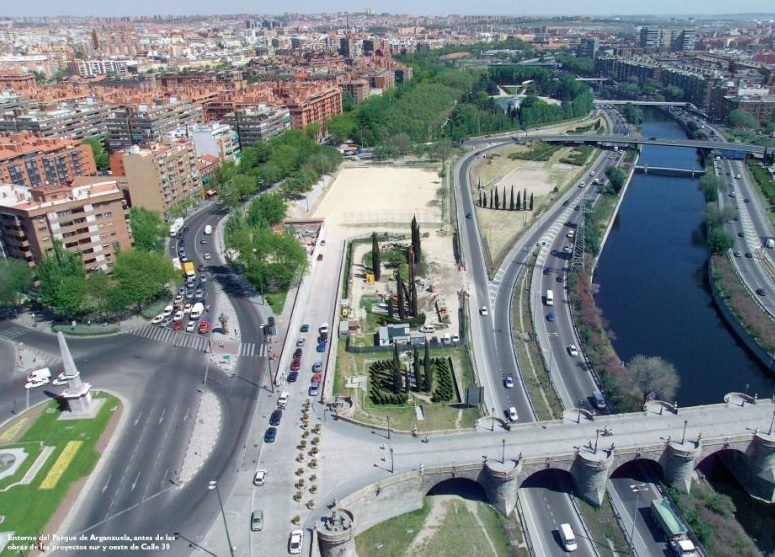 Entorno del Parque de Arganzuela, antes de las
obras de los proyectos sur y oeste de Calle 30